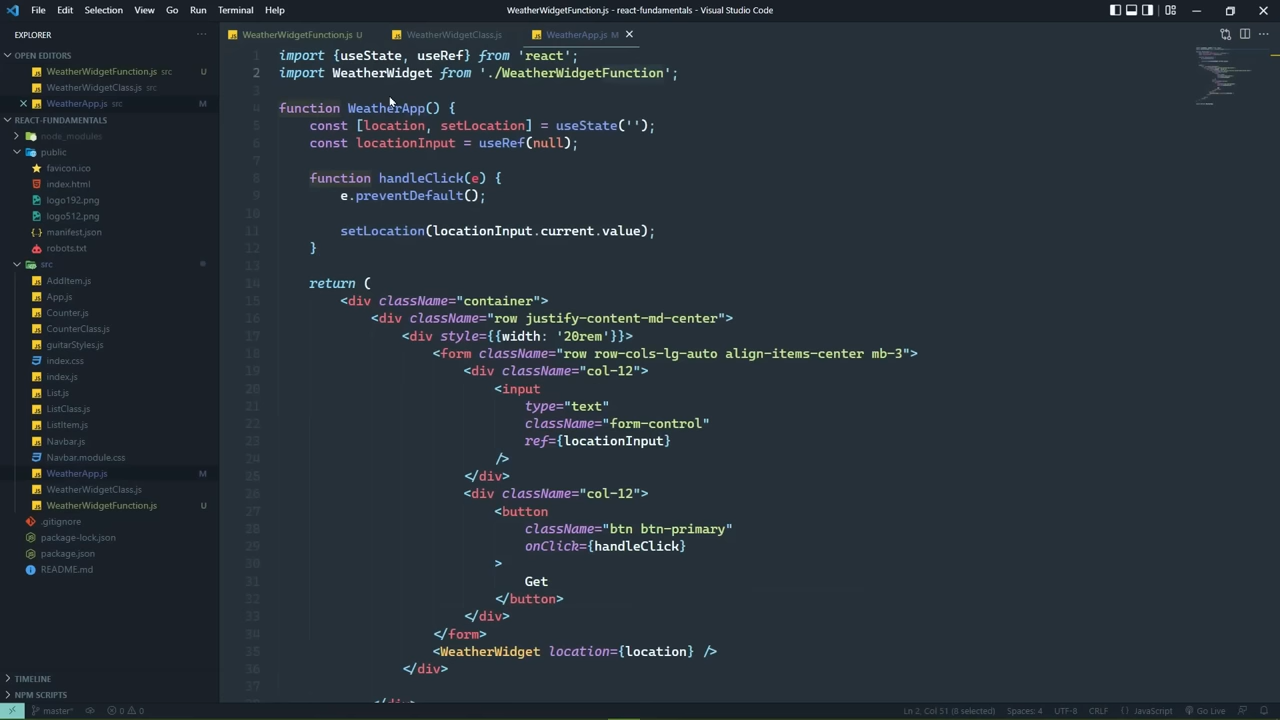 File Edit Selection View Go Run Terminal Help
WeatherWidgetFunction.js - react-fundamentals - Visual Studio Code
EXPLORER
WeatherWidgetFunction.js U
WeatherWidgetClass.js
WeatherApp.js M
OPEN EDITORS
WeatherWidgetFunction.js src U
WeatherWidgetClass.js src
WeatherApp.js src M
REACT-FUNDAMENTALS
node_modules
public
favicon.ico
index.html
logo192.png
logo512.png
manifest.json
robots.txt
src
AddItem.js
App.js
Counter.js
CounterClass.js
guitarStyles.js
index.css
index.js
List.js
ListClass.js
ListItem.js
Navbar.js
Navbar.module.css
WeatherApp.js M
WeatherWidgetClass.js
WeatherWidgetFunction.js U
.gitignore
package-lock.json
package.json
README.md
TIMELINE
NPM SCRIPTS
1 import {useState, useRef} from 'react';
2 import WeatherWidget from './WeatherWidgetFunction';
3
4 function WeatherApp() {
5 const [location, setLocation] = useState('');
6 const locationInput = useRef(null);
7
8 function handleClick(e) {
9 e.preventDefault();
10
11 setLocation(locationInput.current.value);
12 }
13
14 return (
15 <div className="container">
16 <div className="row justify-content-md-center">
17 <div style={{width: '20rem'}}>
18 <form className="row row-cols-lg-auto align-items-center mb-3">
19 <div className="col-12">
20 <input
21 type="text"
22 className="form-control"
23 ref={locationInput}
24 />
25 </div>
26 <div className="col-12">
27 <button
28 className="btn btn-primary"
29 onClick={handleClick}
30 >
31 Get
32 </button>
33 </div>
34 </form>
35 <WeatherWidget location={location} />
36 </div>
37
master* 0 0
Ln 2, Col 51 (8 selected) Spaces: 4 UTF-8 CRLF {} JavaScript Go Live